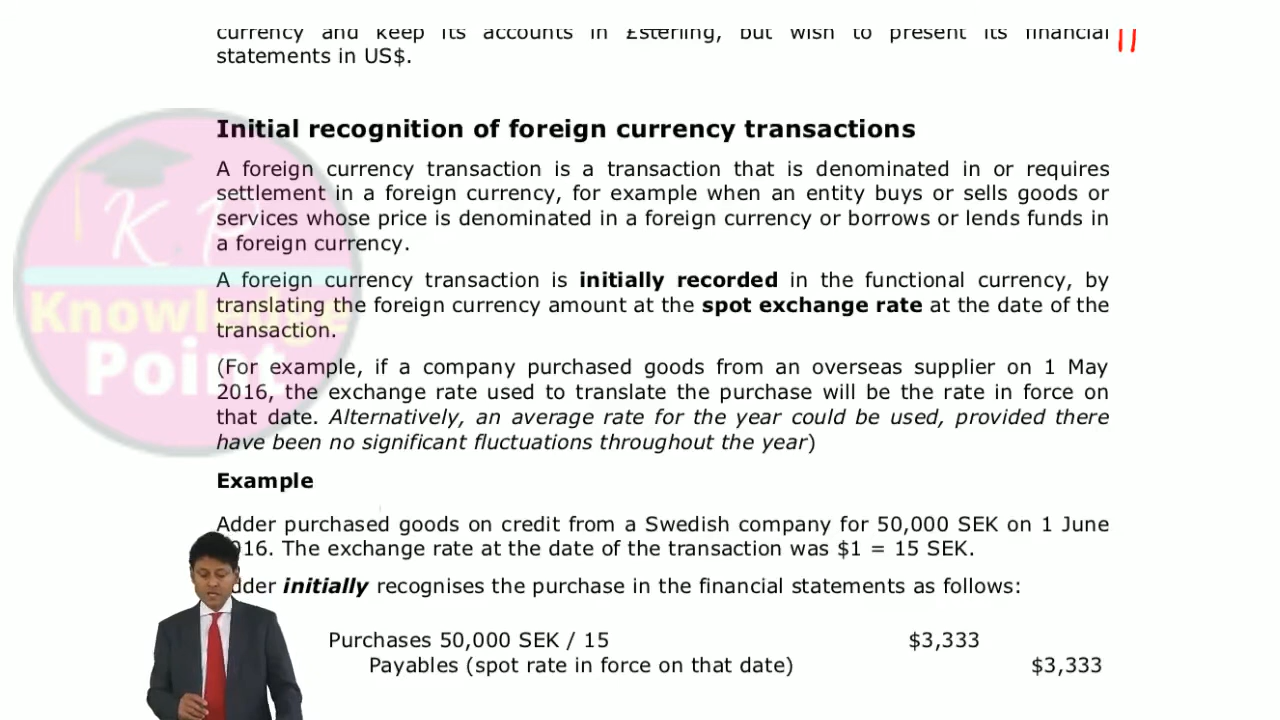 currency and keep its accounts in £sterling, but wish to present its financial
statements in US$.
Initial recognition of foreign currency transactions
A foreign currency transaction is a transaction that is denominated in or requires
settlement in a foreign currency, for example when an entity buys or sells goods or
services whose price is denominated in a foreign currency or borrows or lends funds in
a foreign currency.
A foreign currency transaction is initially recorded in the functional currency, by
translating the foreign currency amount at the spot exchange rate at the date of the
transaction.
(For example, if a company purchased goods from an overseas supplier on 1 May
2016, the exchange rate used to translate the purchase will be the rate in force on
that date. Alternatively, an average rate for the year could be used, provided there
have been no significant fluctuations throughout the year)
Example
Adder purchased goods on credit from a Swedish company for 50,000 SEK on 1 June
016. The exchange rate at the date of the transaction was $1 = 15 SEK.
dder initially recognises the purchase in the financial statements as follows:
Purchases 50,000 SEK / 15 $3,333
Payables (spot rate in force on that date) $3,333
K.P
Knowledge
Point